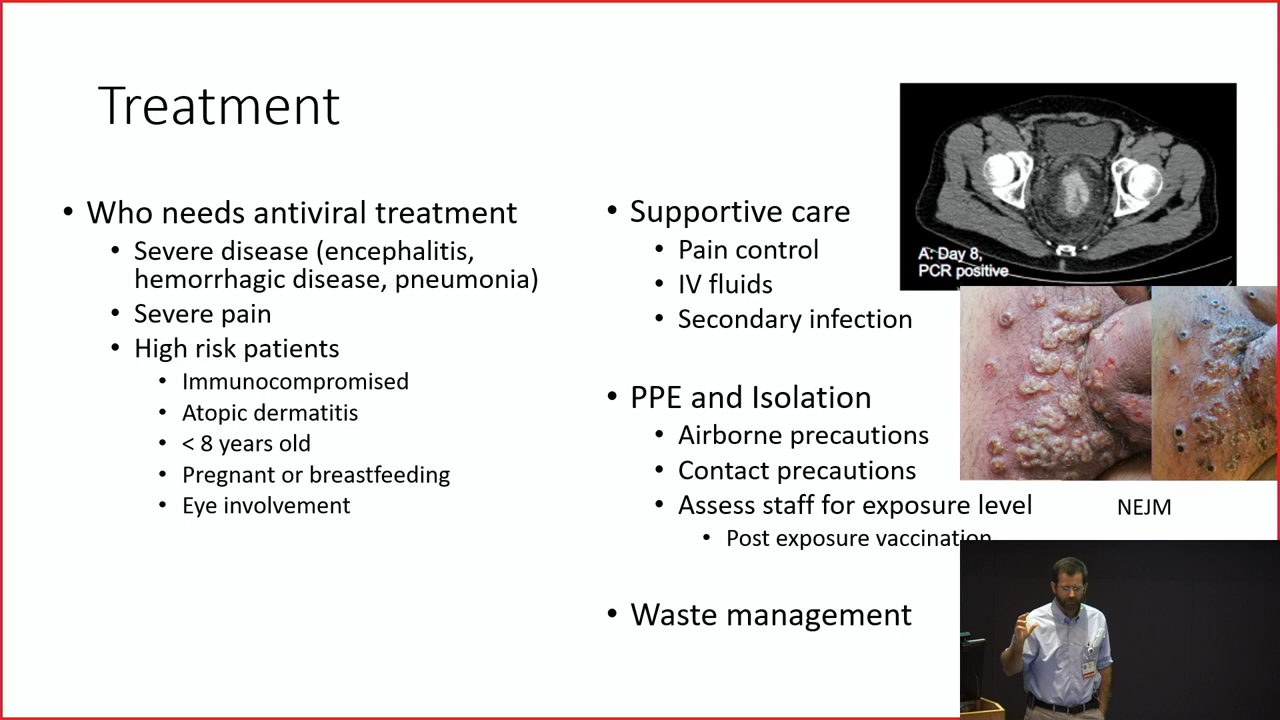 Treatment
• Who needs antiviral treatment
• Severe disease (encephalitis,
hemorrhagic disease, pneumonia)
• Severe pain
• High risk patients
• Immunocompromised
• Atopic dermatitis
• < 8 years old
• Pregnant or breastfeeding
• Eye involvement
• Supportive care
• Pain control
• IV fluids
• Secondary infection
• PPE and Isolation
• Airborne precautions
• Contact precautions
• Assess staff for exposure level
• Post exposure vaccination
• Waste management
A: Day 8,
PCR positive
NEJM